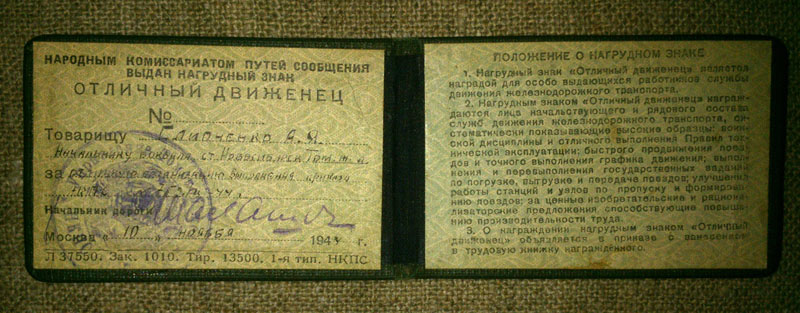 НАРОДНЫМ КОМИССАРИАТОМ ПУТЕЙ СООБЩЕНИЯ
ВЫДАН НАГРУДНЫЙ ЗНАК
ОТЛИЧНЫЙ ДВИЖЕНЕЦ
№
Товарищу
Начальнику вокзала ст.
за
Начальник дороги
Москва „10" ноября 194 г.
Л 37550. Зак. 1010. Тир. 13500. 1-я тип. НКПС
ПОЛОЖЕНИЕ О НАГРУДНОМ ЗНАКЕ
1. Нагрудный знак «Отличный движенец» является
наградой для особо выдающихся работников службы
движения железнодорожного транспорта.
2. Нагрудным знаком «Отличный движенец» награж-
даются лица начальствующего и рядового состава
служб движения железнодорожного транспорта, си-
стематически показывающие высокие образцы: воин-
ской дисциплины и отличного выполнения Правил тех-
нической эксплуатации; быстрого продвижения поез-
дов и точного выполнения графика движения; выпол-
нения и перевыполнения государственных заданий
по погрузке, выгрузке и передаче поездов; улучшения
работы станций и узлов по пропуску и формирова-
нию поездов; за ценные изобретательские и рациона-
лизаторские предложения, способствующие повыше-
нию производительности труда.
3. О награждении нагрудным знаком «Отличный
движенец» объявляется в приказе с занесением
в трудовую книжку награжденного.